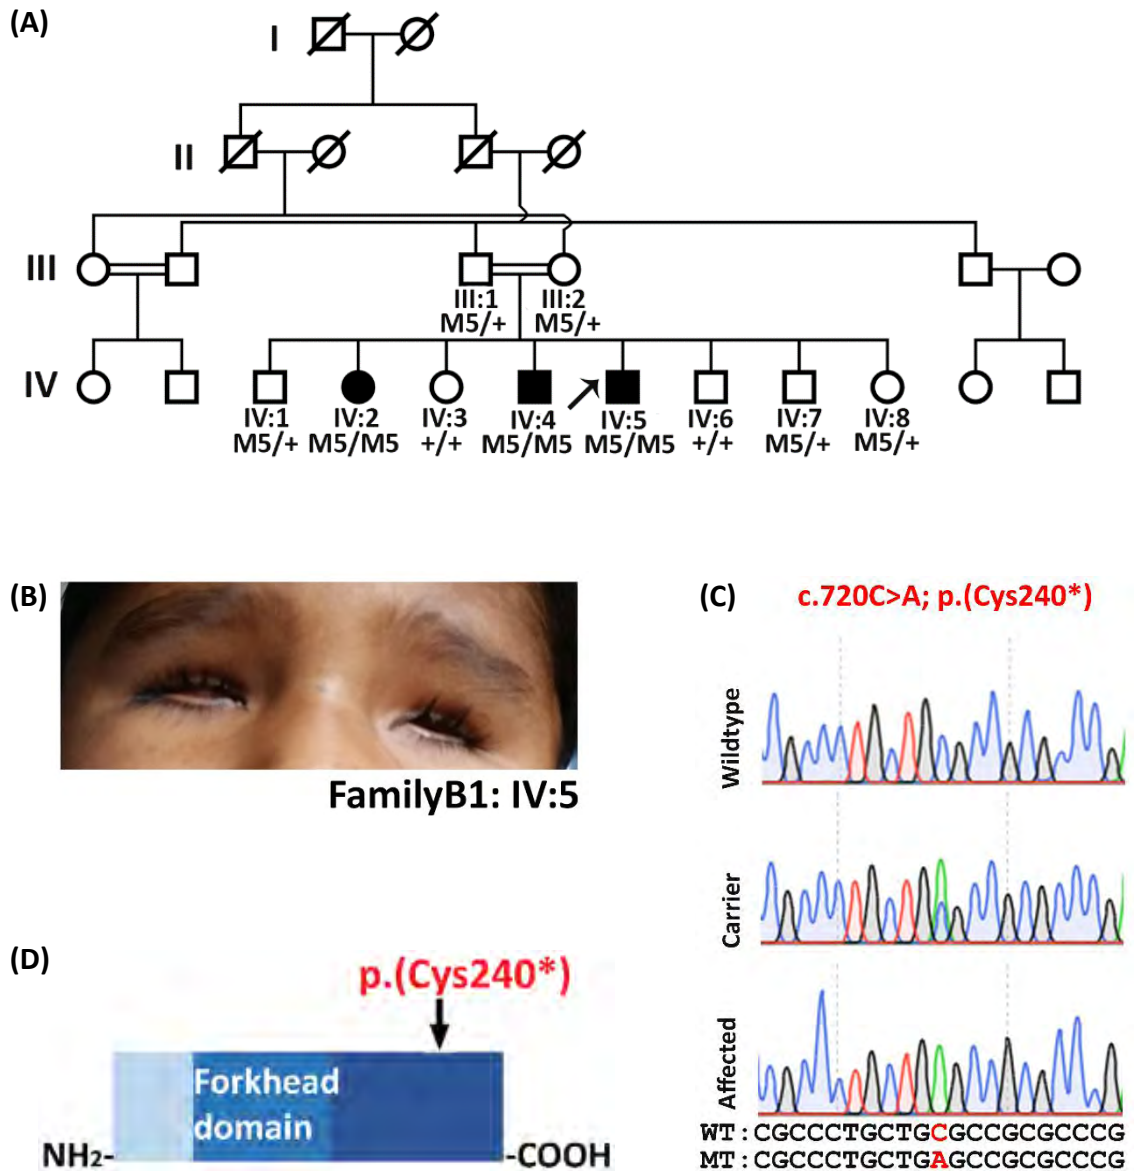 (A)
I
II
III
III:1 III:2
M5/+ M5/+
IV
IV:1 IV:2 IV:3 IV:4 IV:5 IV:6 IV:7 IV:8
M5/+ M5/M5 +/+ M5/M5 M5/M5 +/+ M5/+ M5/+
(B)
FamilyB1: IV:5
(C)
c.720C>A; p.(Cys240*)
Wildtype
Carrier
Affected
WT:CGCCCTGCTGCGCCGCGCCCG
MT:CGCCCTGCTGAGCCGCGCCCG
(D)
p.(Cys240*)
Forkhead
domain
NH2-
-COOH